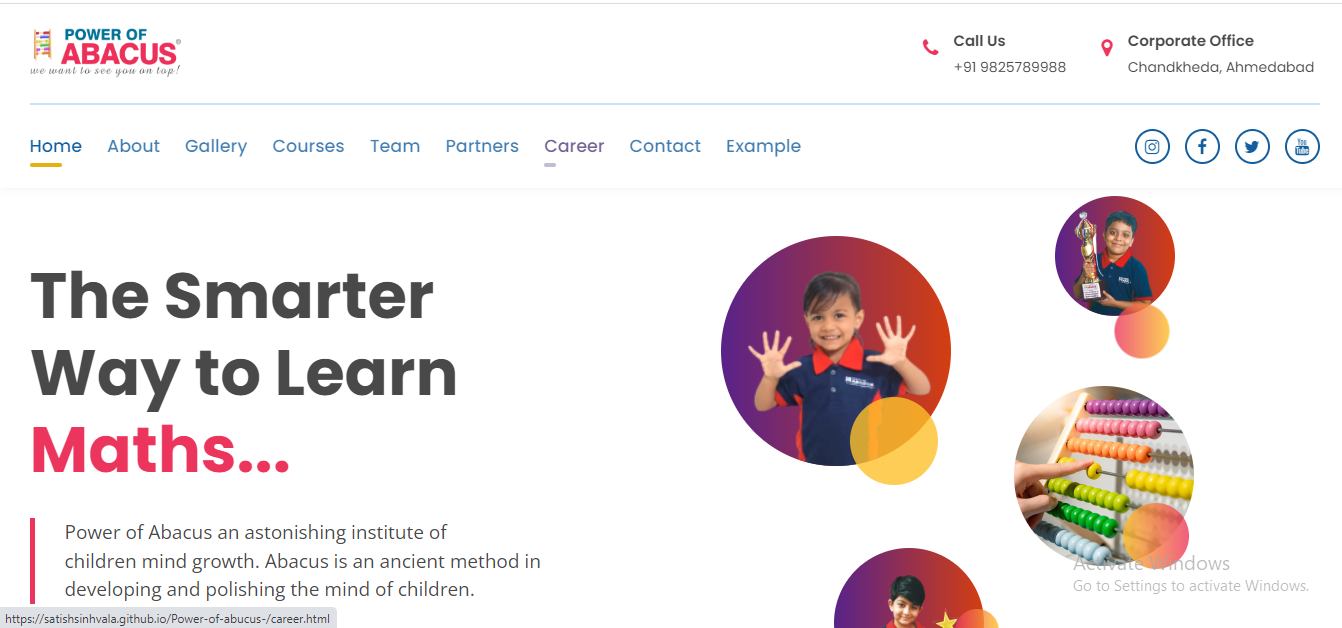 POWER OF
ABACUS®
we want to see you on top!
Call Us
+91 9825789988
Corporate Office
Chandkheda, Ahmedabad
Home About Gallery Courses Team Partners Career Contact Example
You
Tube
The Smarter
Way to Learn
Maths...
Power of Abacus an astonishing institute of
children mind growth. Abacus is an ancient method in
developing and polishing the mind of children.
Activate Windows
Go to Settings to activate Windows.
https://satishsinhvala.github.io/Power-of-abucus-/career.html